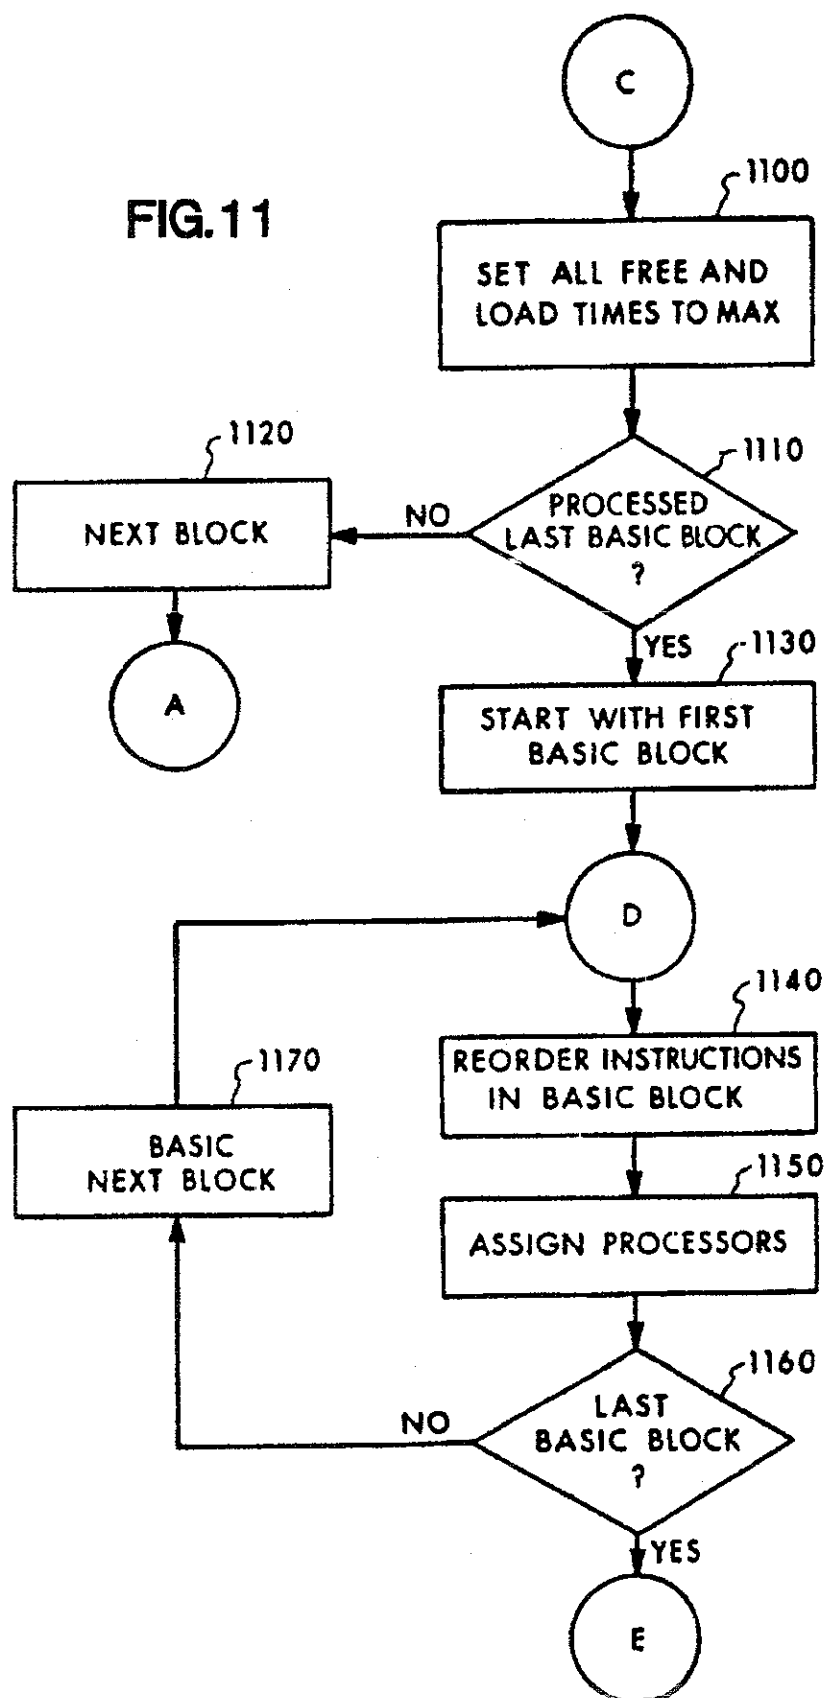 C
1100
FIG.11
SET ALL FREE AND
LOAD TIMES TO MAX
1120
1110
NEXT BLOCK
NO
PROCESSED
LAST BASIC BLOCK
?
YES
1130
A
START WITH FIRST
BASIC BLOCK
D
1140
REORDER INSTRUCTIONS
IN BASIC BLOCK
1170
BASIC
NEXT BLOCK
1150
ASSIGN PROCESSORS
1160
NO
LAST
BASIC BLOCK
?
YES
E